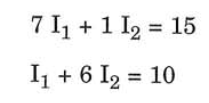 7 I₁ + 1 I₂ = 15
I₁ + 6 I₂ = 10